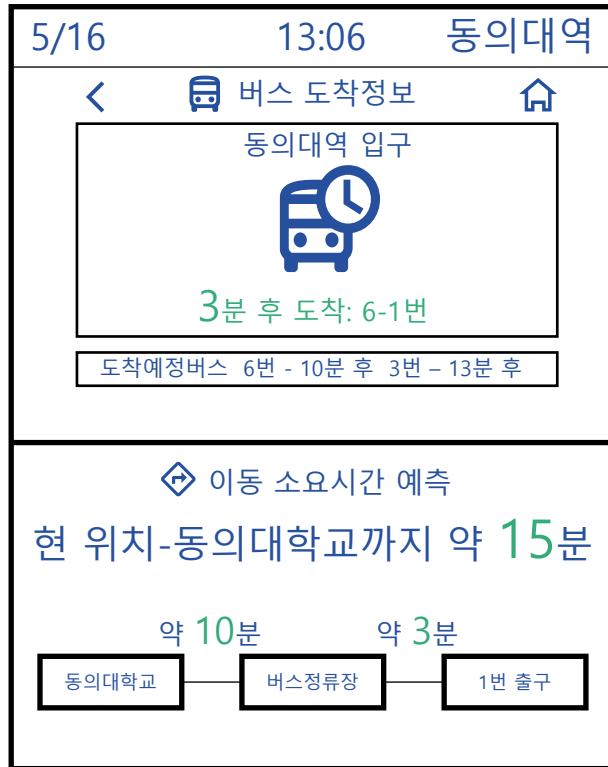 5/16 13:06 동의대역
버스 도착정보
동의대역 입구
3분 후 도착: 6-1번
도착예정버스 6번 - 10분 후 3번 – 13분 후
이동 소요시간 예측
현 위치-동의대학교까지 약 15분
약 10분 약 3분
동의대학교 버스정류장 1번 출구